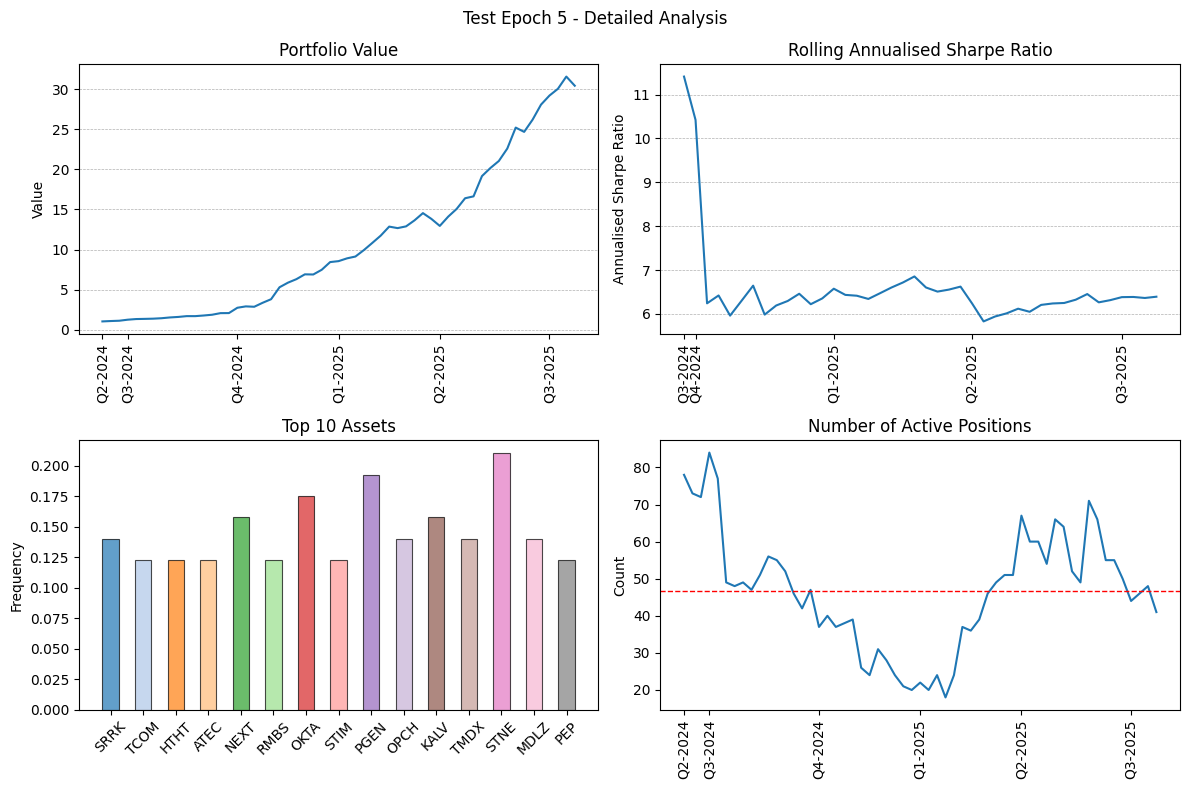 Test Epoch 5 - Detailed Analysis
Portfolio Value
Value
30
25
20
15
10
5
0
Q2-2024
Q3-2024
Q4-2024
Q1-2025
Q2-2025
Q3-2025
Rolling Annualised Sharpe Ratio
Annualised Sharpe Ratio
11
10
9
8
7
6
Q3-2024
Q4-2024
Q1-2025
Q2-2025
Q3-2025
Top 10 Assets
Frequency
0.200
0.175
0.150
0.125
0.100
0.075
0.050
0.025
0.000
SRRK
TCOM
HTHT
ATEC
NEXT
RMBS
OKTA
STIM
PGEN
OPCH
KALV
TMDX
STNE
MDLZ
PEP
Number of Active Positions
Count
80
70
60
50
40
30
20
Q2-2024
Q3-2024
Q4-2024
Q1-2025
Q2-2025
Q3-2025